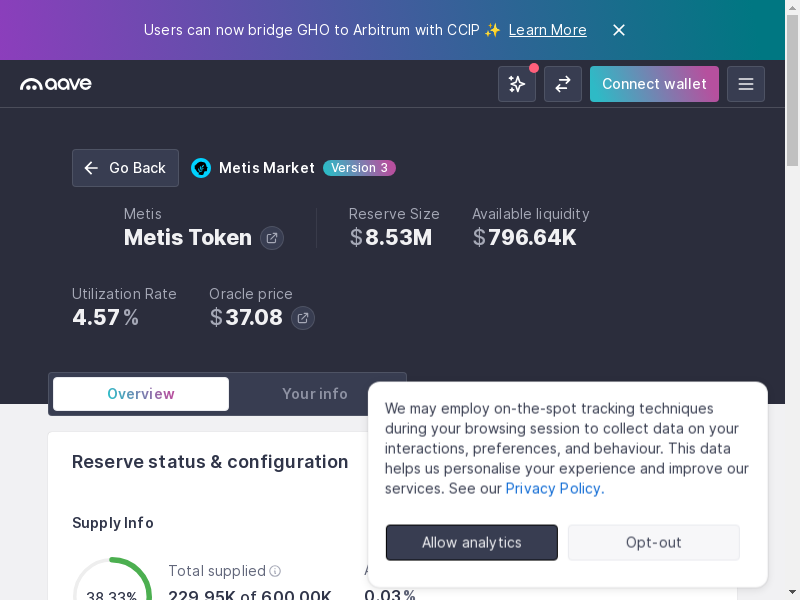 Users can now bridge GHO to Arbitrum with CCIP ✨ Learn More
aave
Connect wallet
Go Back
Metis Market
Version 3
Metis
Metis Token
Reserve Size
$8.53M
Available liquidity
$796.64K
Utilization Rate
4.57%
Oracle price
$37.08
Overview
Your info
We may employ on-the-spot tracking techniques
during your browsing session to collect data on your
interactions, preferences, and behaviour. This data
helps us personalise your experience and improve our
services. See our Privacy Policy.
Allow analytics
Opt-out
Reserve status & configuration
Supply Info
38.33%
Total supplied
229.95K of 600.00K
0.03%